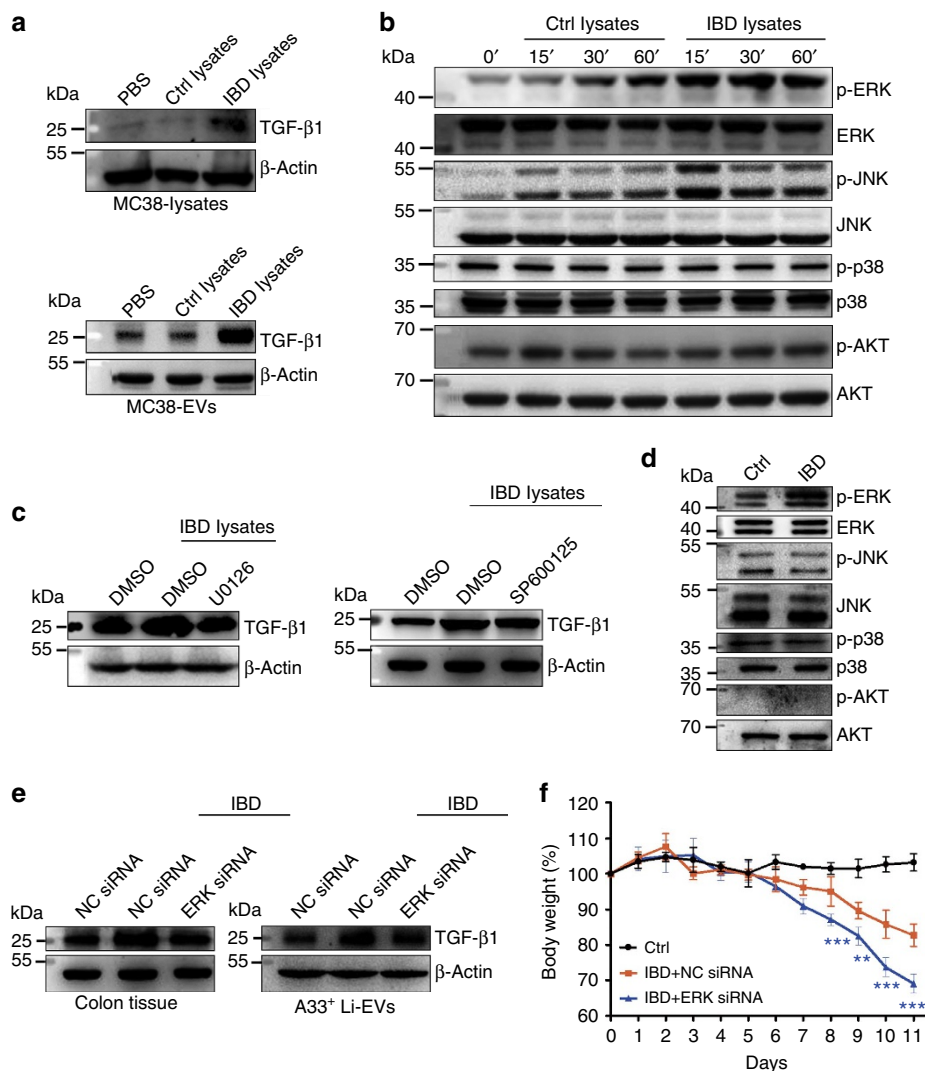 a
kDa
PBS
Ctrl lysates
IBD lysates
25
TGF-β1
55
β-Actin
MC38-lysates
kDa
PBS
Ctrl lysates
IBD lysates
25
TGF-β1
55
β-Actin
MC38-EVs
b
Ctrl lysates IBD lysates
kDa 0′ 15′ 30′ 60′ 15′ 30′ 60′
40 p-ERK
ERK
40
55 p-JNK
55
JNK
35 p-p38
35 p38
70
p-AKT
70
AKT
c
IBD lysates
kDa
DMSO
DMSO
U0126
25 TGF-β1
55
β-Actin
IBD lysates
kDa
DMSO
DMSO
SP600125
25 TGF-β1
55
β-Actin
d
kDa
Ctrl
IBD
p-ERK
40
40 ERK
55
p-JNK
55
JNK
35 p-p38
35 p38
70
p-AKT
70
AKT
e
IBD
kDa
NC siRNA
NC siRNA
ERK siRNA
25
55
Colon tissue
IBD
kDa
NC siRNA
NC siRNA
ERK siRNA
25 TGF-β1
55
β-Actin
A33+ Li-EVs
f
Body weight (%)
120
110
100
90
80
70
60
Ctrl
IBD+NC siRNA
IBD+ERK siRNA
***
**
***
***
0 1 2 3 4 5 6 7 8 9 10 11
Days